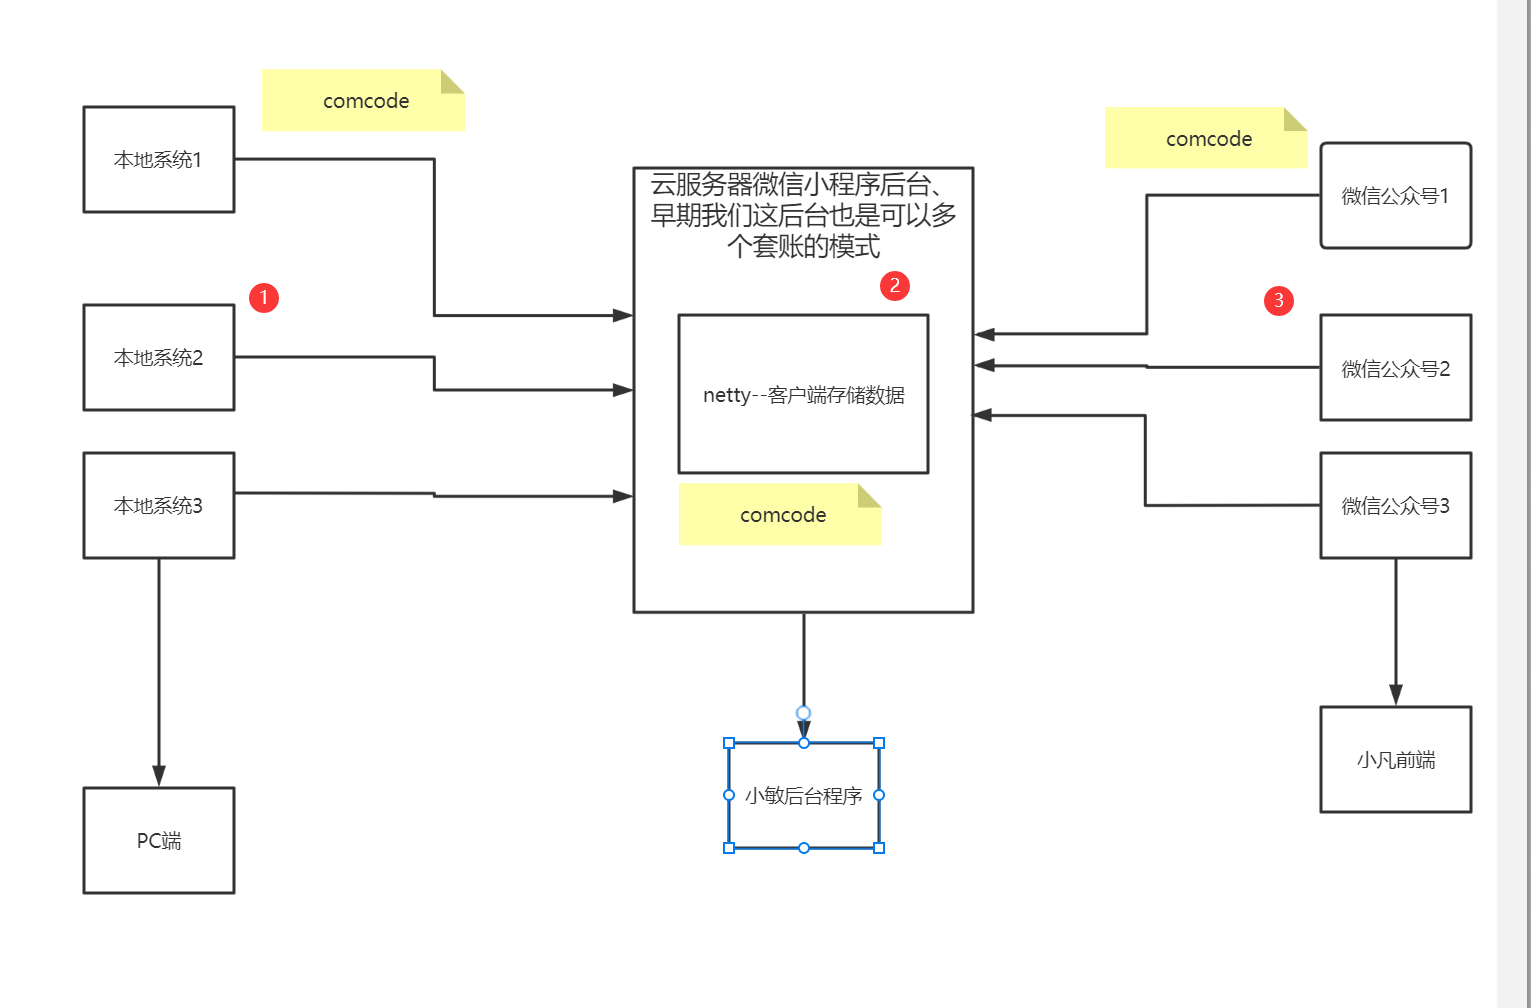 comcode
本地系统1
comcode
微信公众号1
云服务器微信小程序后台、
早期我们这后台也是可以多
个套账的模式
1
2
3
本地系统2
微信公众号2
netty--客户端存储数据
本地系统3
comcode
微信公众号3
小凡前端
小敏后台程序
PC端